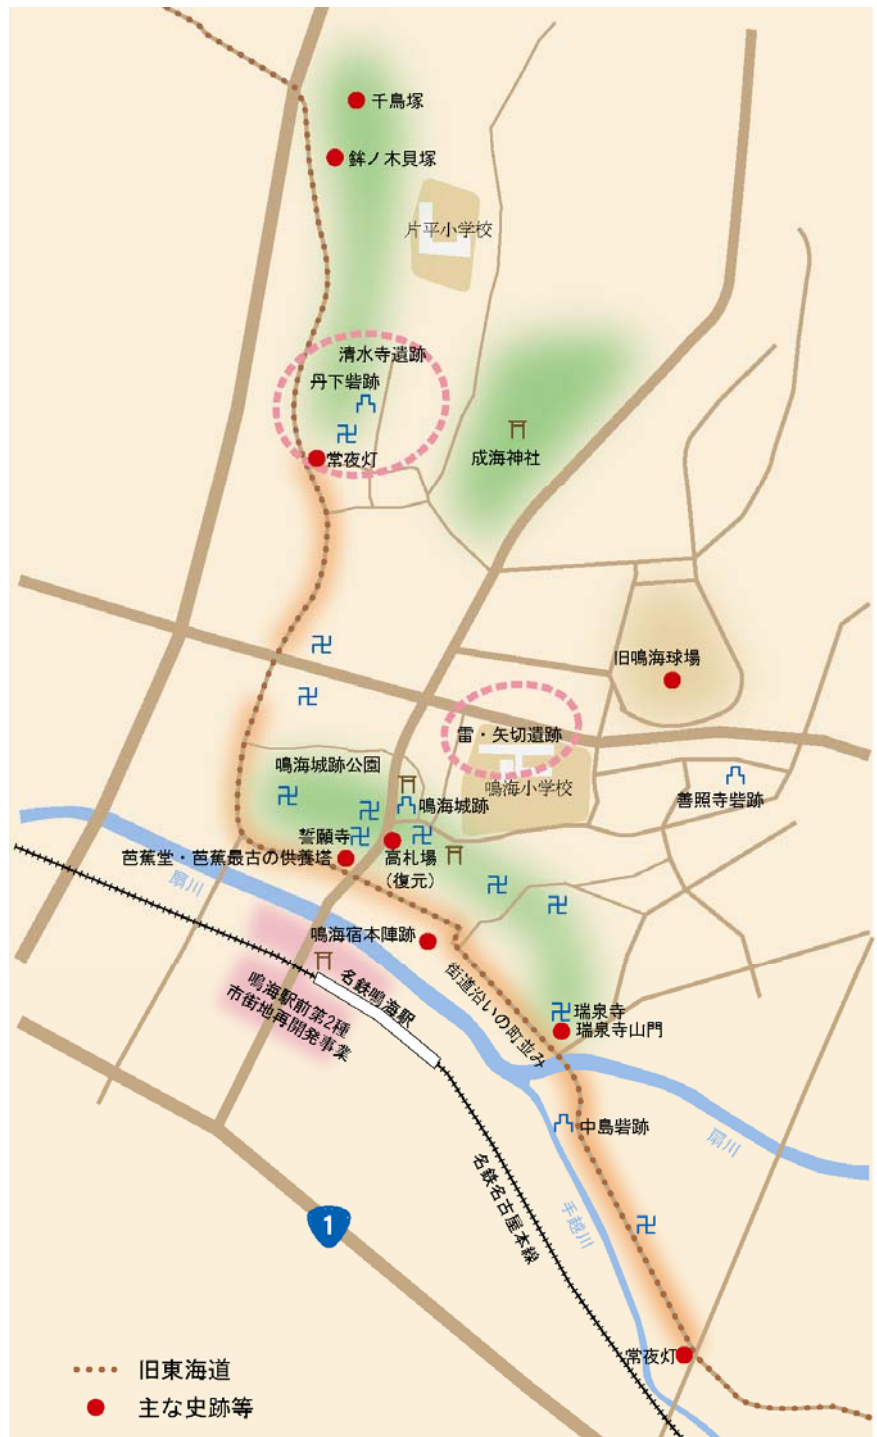 千鳥塚
鉾ノ木貝塚
片平小学校
清水寺遺跡
丹下砦跡
常夜灯
成海神社
旧鳴海球場
雷・矢切遺跡
鳴海小学校
善照寺砦跡
鳴海城跡公園
鳴海城跡
誓願寺
芭蕉堂・芭蕉最古の供養塔
高札場
（復元）
扇川
鳴海宿本陣跡
街道沿いの町並み
名鉄鳴海駅
鳴海駅前第2種
市街地再開発事業
瑞泉寺
瑞泉寺山門
中島砦跡
扇川
手越川
名鉄名古屋本線
1
常夜灯
旧東海道
主な史跡等